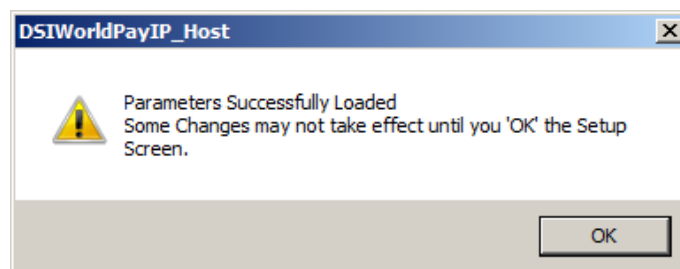 DSIWorldPayIP_Host
Parameters Successfully Loaded
Some Changes may not take effect until you 'OK' the Setup
Screen.
OK